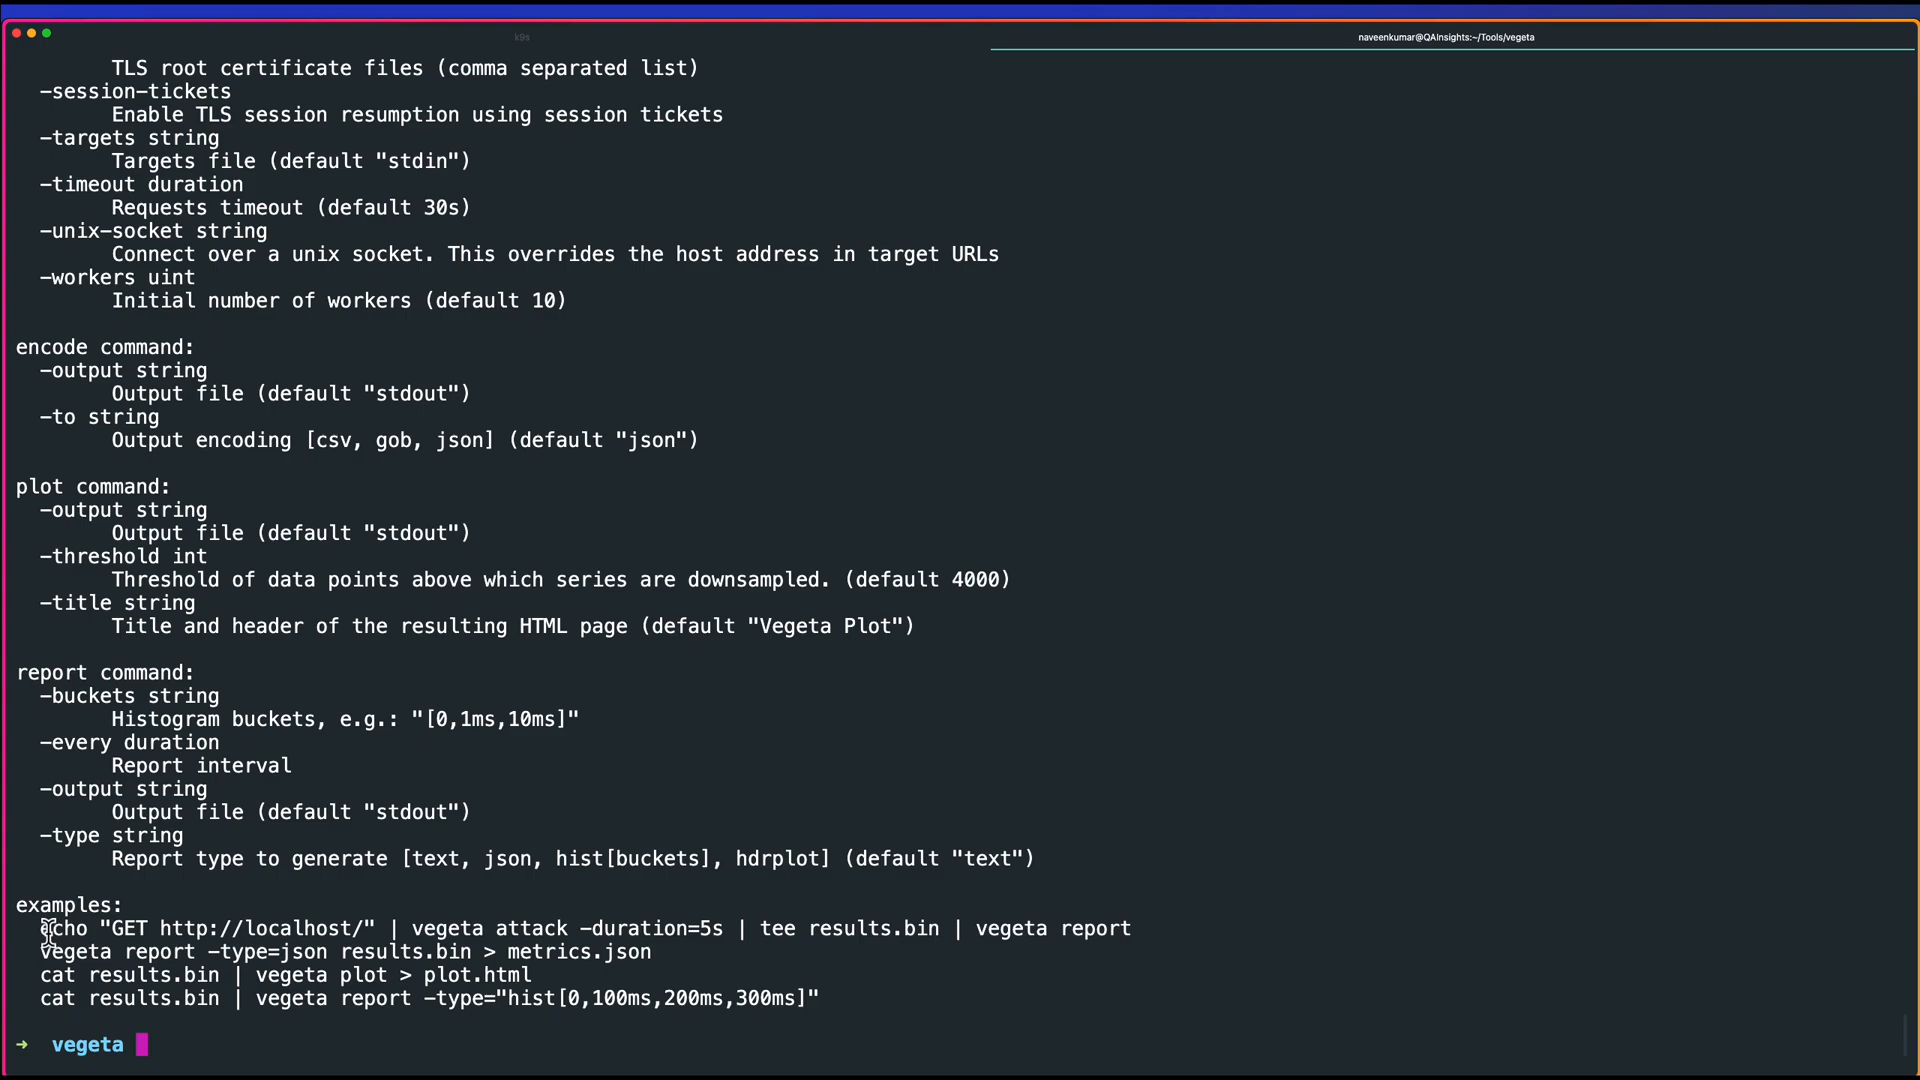 k9s
naveenkumar@QAInsights:~/Tools/vegeta
TLS root certificate files (comma separated list)
-session-tickets
Enable TLS session resumption using session tickets
-targets string
Targets file (default "stdin")
-timeout duration
Requests timeout (default 30s)
-unix-socket string
Connect over a unix socket. This overrides the host address in target URLs
-workers uint
Initial number of workers (default 10)
encode command:
-output string
Output file (default "stdout")
-to string
Output encoding [csv, gob, json] (default "json")
plot command:
-output string
Output file (default "stdout")
-threshold int
Threshold of data points above which series are downsampled. (default 4000)
-title string
Title and header of the resulting HTML page (default "Vegeta Plot")
report command:
-buckets string
Histogram buckets, e.g.: "[0,1ms,10ms]"
-every duration
Report interval
-output string
Output file (default "stdout")
-type string
Report type to generate [text, json, hist[buckets], hdrplot] (default "text")
examples:
echo "GET http://localhost/" | vegeta attack -duration=5s | tee results.bin | vegeta report
vegeta report -type=json results.bin > metrics.json
cat results.bin | vegeta plot > plot.html
cat results.bin | vegeta report -type="hist[0,100ms,200ms,300ms]"
→ vegeta